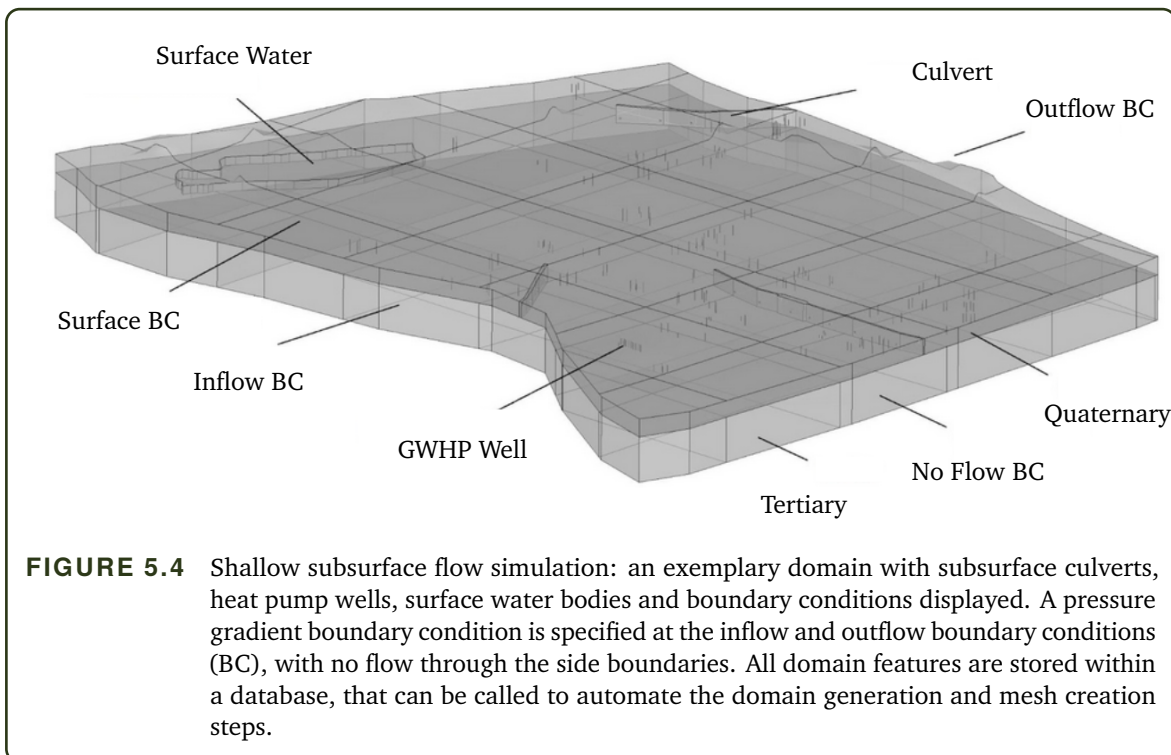 Surface Water
Culvert
Outflow BC
Surface BC
Inflow BC
GWHP Well
Quaternary
No Flow BC
Tertiary
FIGURE 5.4 Shallow subsurface flow simulation: an exemplary domain with subsurface culverts,
heat pump wells, surface water bodies and boundary conditions displayed. A pressure
gradient boundary condition is specified at the inflow and outflow boundary conditions
(BC), with no flow through the side boundaries. All domain features are stored within
a database, that can be called to automate the domain generation and mesh creation
steps.